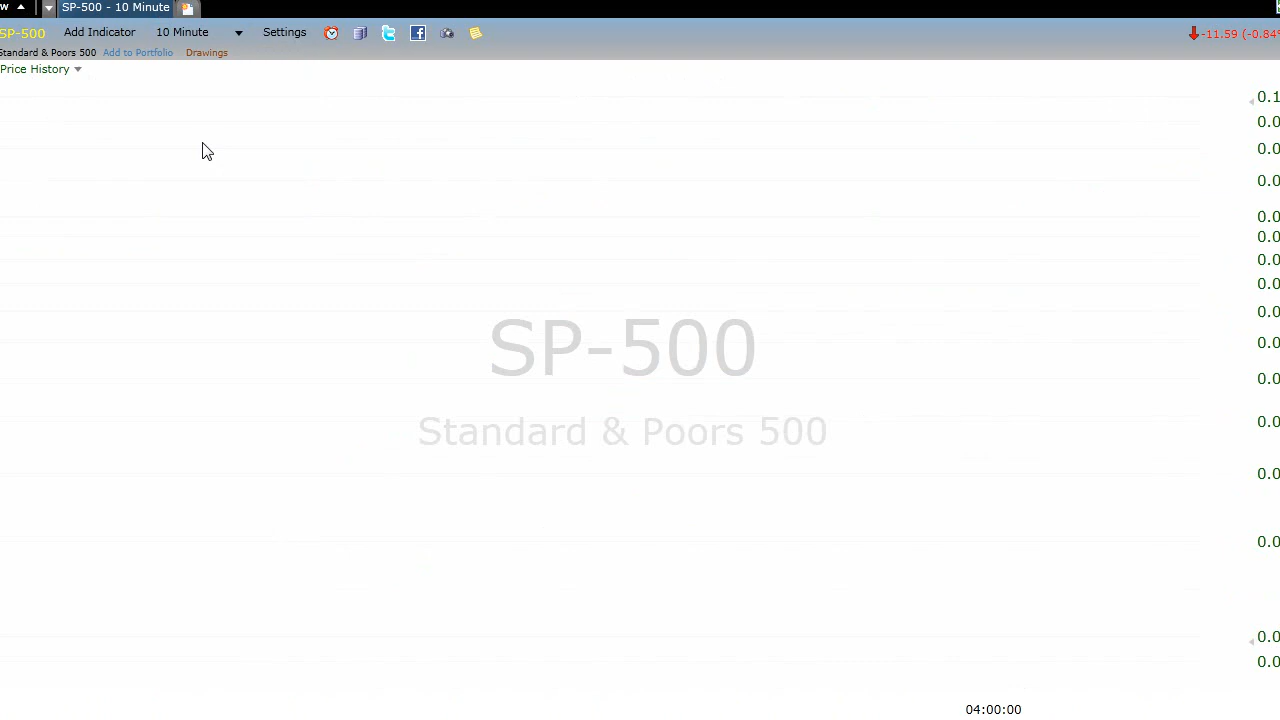 w SP-500 - 10 Minute
SP-500 Add Indicator 10 Minute Settings -11.59 (-0.84%
Standard & Poors 500 Add to Portfolio Drawings
Price History
0.1
0.0
0.0
0.0
0.0
0.0
0.0
0.0
0.0
SP-500
0.0
0.0
0.0
Standard & Poors 500
0.0
0.0
0.0
0.0
04:00:00